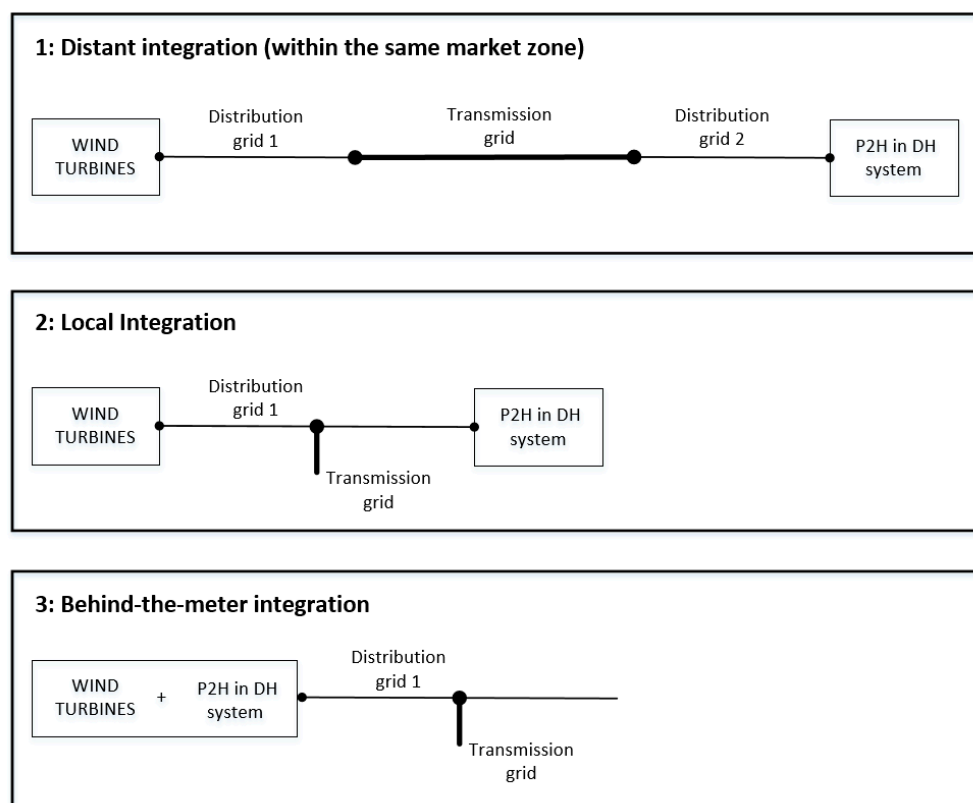 1: Distant integration (within the same market zone)
Distribution
grid 1
Transmission
grid
Distribution
grid 2
WIND
TURBINES
P2H in DH
system
2: Local Integration
Distribution
grid 1
WIND
TURBINES
P2H in DH
system
Transmission
grid
3: Behind-the-meter integration
Distribution
grid 1
WIND
TURBINES
+
P2H in DH
system
Transmission
grid